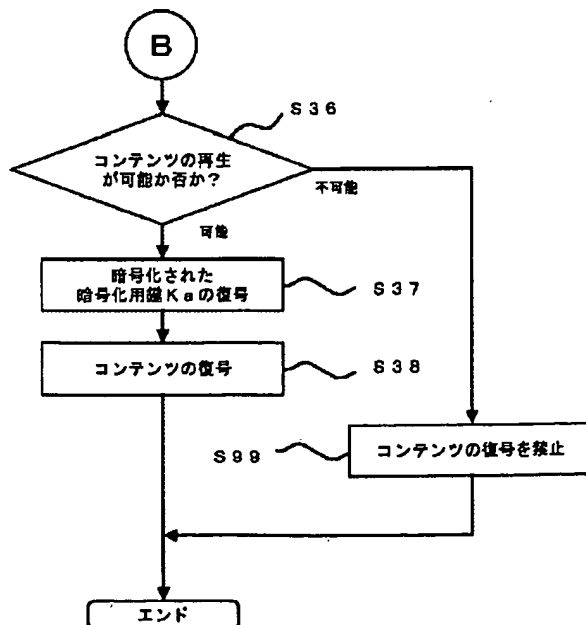 B
S36
コンテンツの再生
が可能か否か?
不可能
可能
暗号化された
暗号化用鍵Kaの復号
S37
コンテンツの復号
S38
コンテンツの復号を禁止
S99
エンド